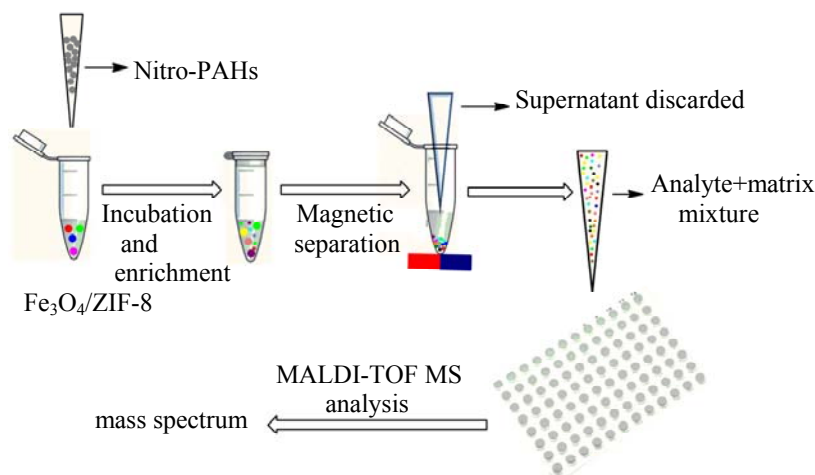 Nitro-PAHs
Supernatant discarded
Analyte+matrix
mixture
Incubation
and
enrichment
Magnetic
separation
Fe₃O₄/ZIF-8
MALDI-TOF MS
analysis
mass spectrum